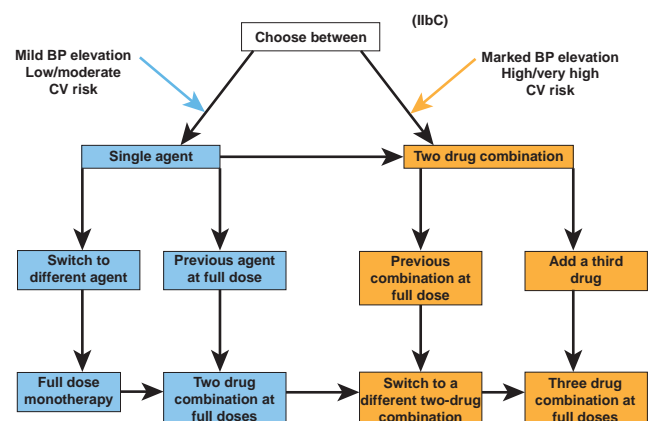 (IIbC)
Choose between
Mild BP elevation
Low/moderate
CV risk
Marked BP elevation
High/very high
CV risk
Single agent
Two drug combination
Switch to
different agent
Previous agent
at full dose
Previous
combination at
full dose
Add a third
drug
Full dose
monotherapy
Two drug
combination at
full doses
Switch to a
different two-drug
combination
Three drug
combination at
full doses